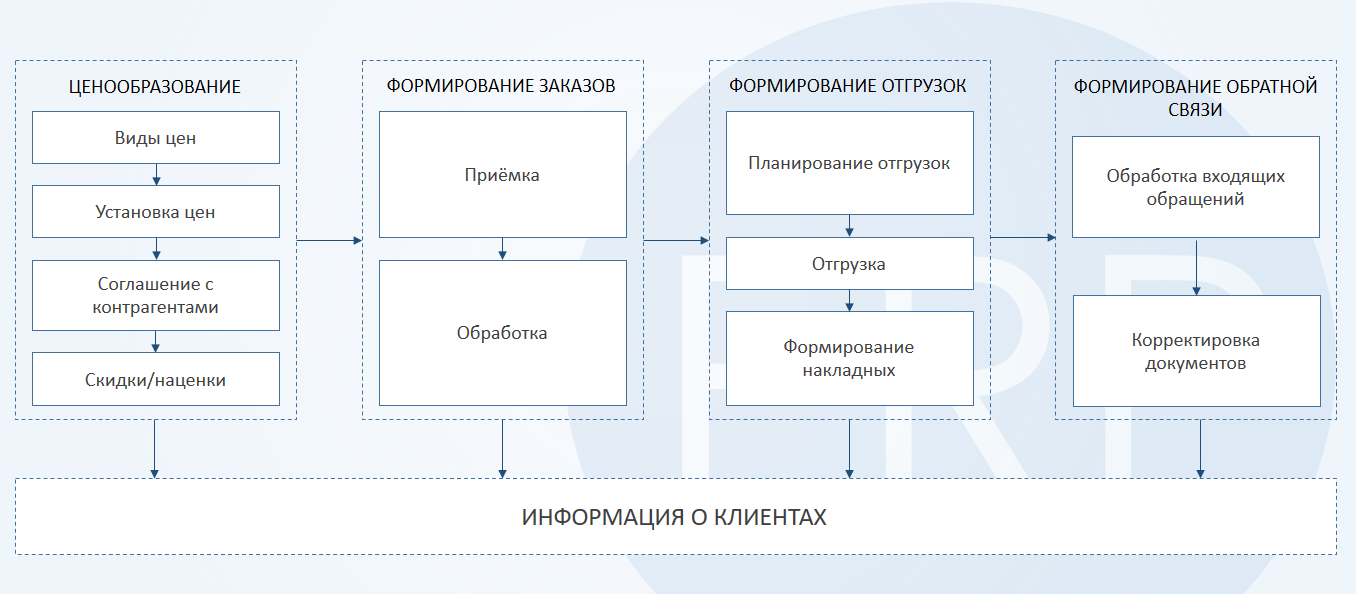 ЦЕНООБРАЗОВАНИЕ
Виды цен
Установка цен
Соглашение с
контрагентами
Скидки/наценки
ФОРМИРОВАНИЕ ЗАКАЗОВ
Приёмка
Обработка
ФОРМИРОВАНИЕ ОТГРУЗОК
Планирование отгрузок
Отгрузка
Формирование
накладных
ФОРМИРОВАНИЕ ОБРАТНОЙ
СВЯЗИ
Обработка входящих
обращений
Корректировка
документов
ИНФОРМАЦИЯ О КЛИЕНТАХ
ERP